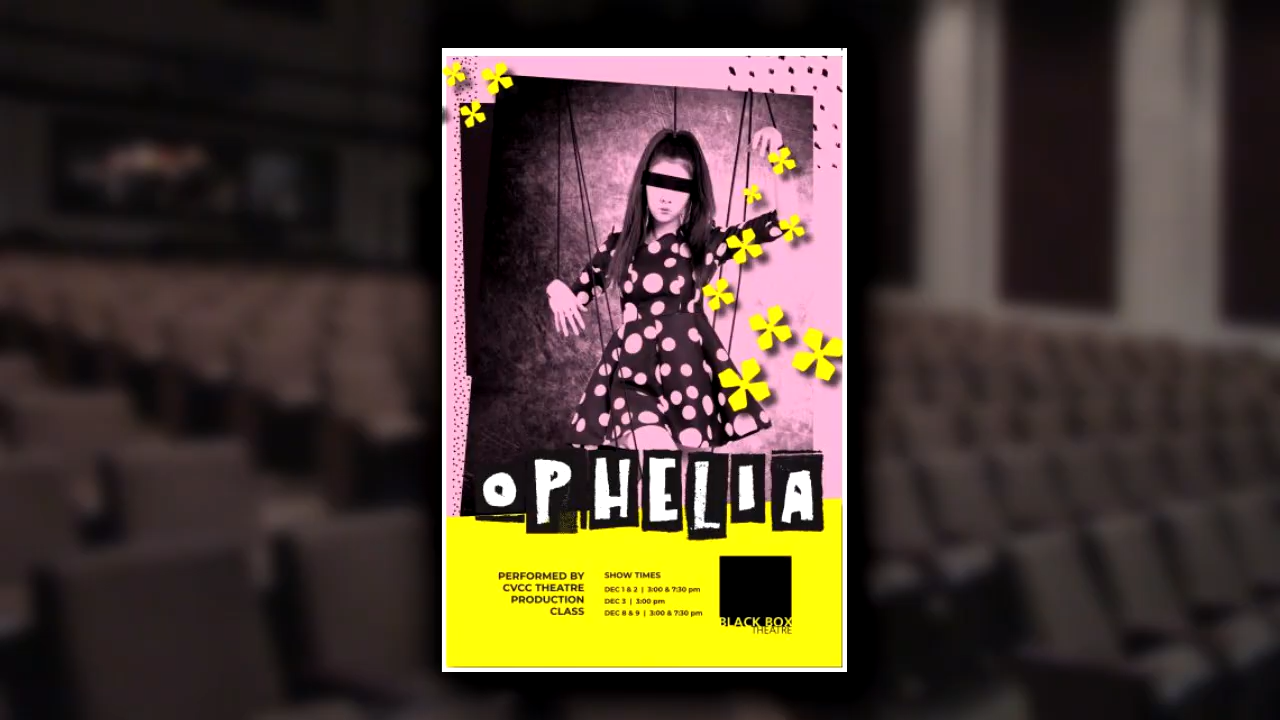 OPHELIA
PERFORMED BY
CVCC THEATRE
PRODUCTION
CLASS
SHOW TIMES
DEC 1 & 2 | 3:00 & 7:30 pm
DEC 3 | 3:00 pm
DEC 8 & 9 | 3:00 & 7:30 pm
BLACK BOX
THEATRE